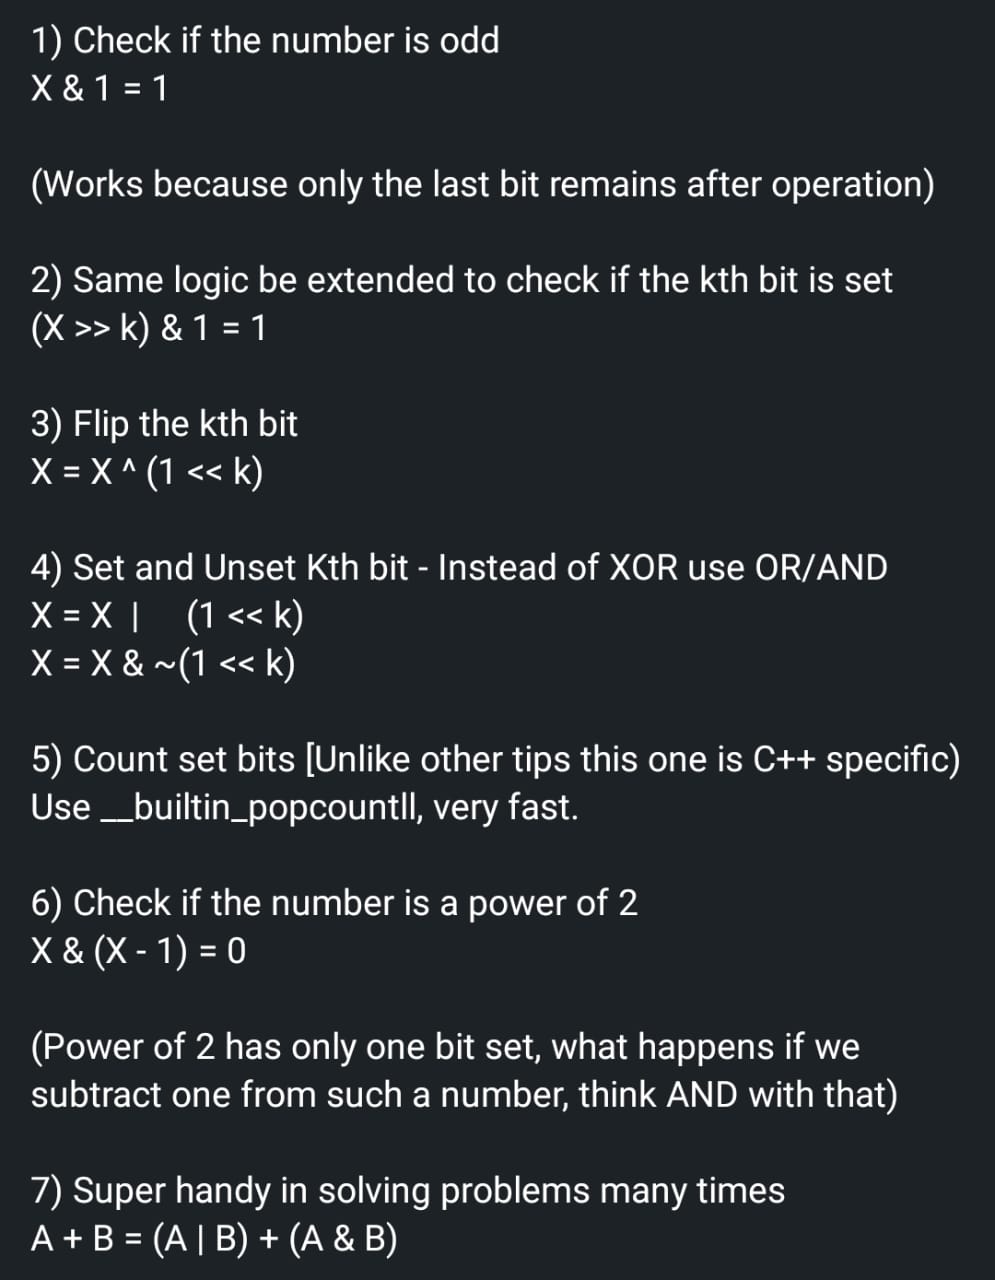 1) Check if the number is odd
X & 1 = 1
(Works because only the last bit remains after operation)
2) Same logic be extended to check if the kth bit is set
(X >> k) & 1 = 1
3) Flip the kth bit
X = X ^ (1 << k)
4) Set and Unset Kth bit - Instead of XOR use OR/AND
X = X |    (1 << k)
X = X & ~(1 << k)
5) Count set bits [Unlike other tips this one is C++ specific)
Use __builtin_popcountll, very fast.
6) Check if the number is a power of 2
X & (X - 1) = 0
(Power of 2 has only one bit set, what happens if we
subtract one from such a number, think AND with that)
7) Super handy in solving problems many times
A + B = (A | B) + (A & B)